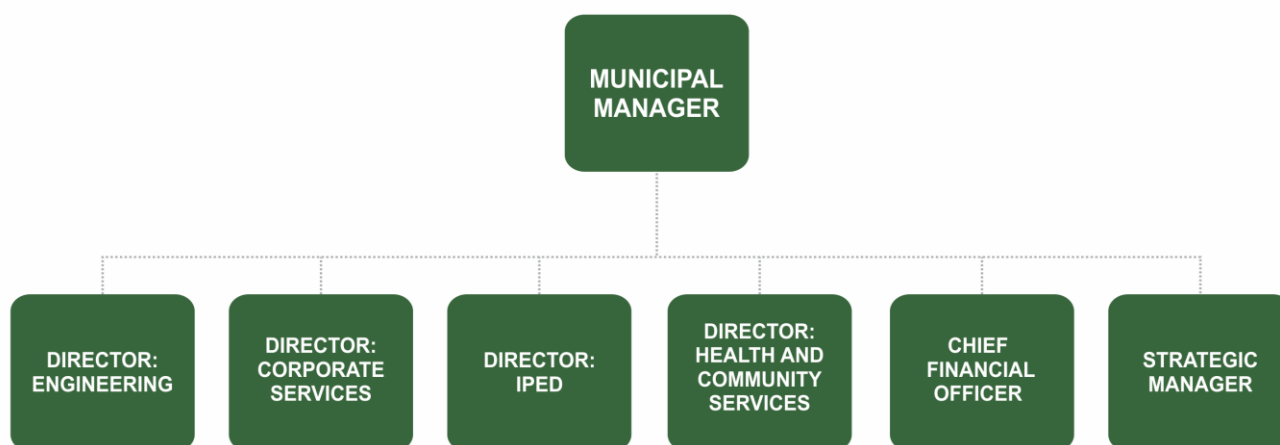 MUNICIPAL
MANAGER
DIRECTOR:
ENGINEERING
DIRECTOR:
CORPORATE
SERVICES
DIRECTOR:
IPED
DIRECTOR:
HEALTH AND
COMMUNITY
SERVICES
CHIEF
FINANCIAL
OFFICER
STRATEGIC
MANAGER